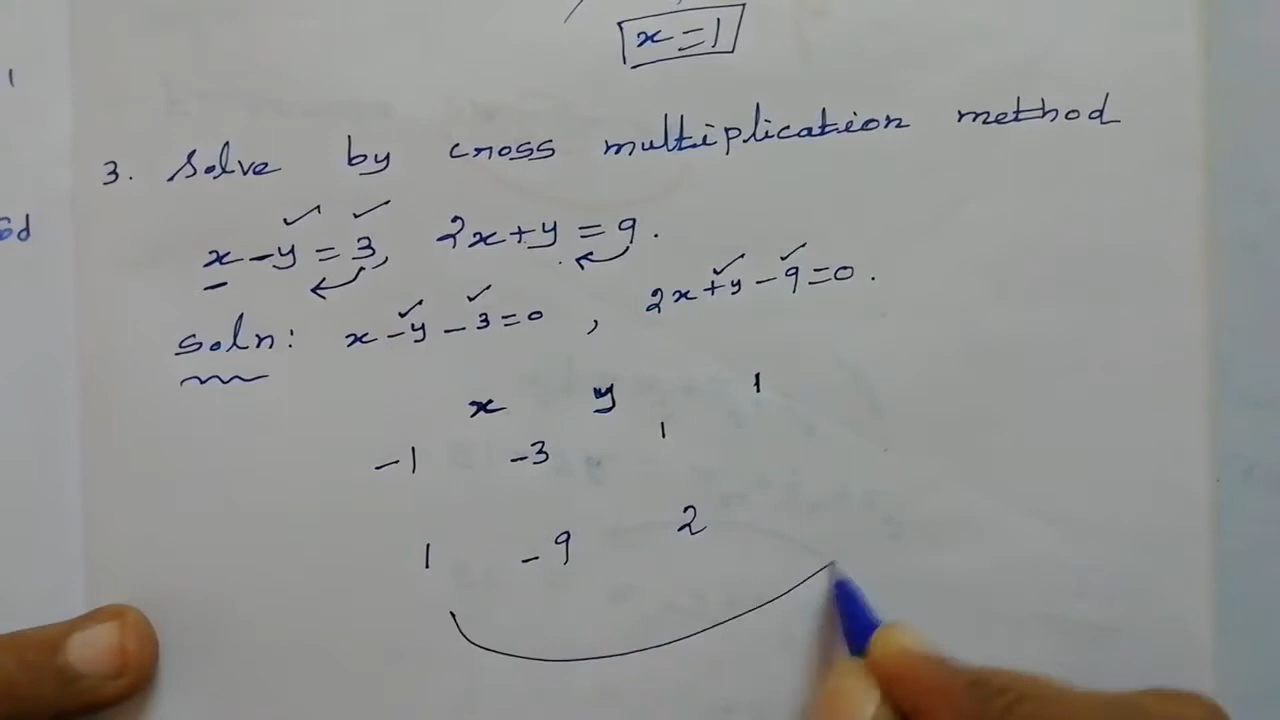 x = 1
3. Solve by cross multiplication method
x - y = 3, 2x + y = 9.
Soln: x - y - 3 = 0 , 2x + y - 9 = 0.
x y 1
-1 -3 1
1 -9 2